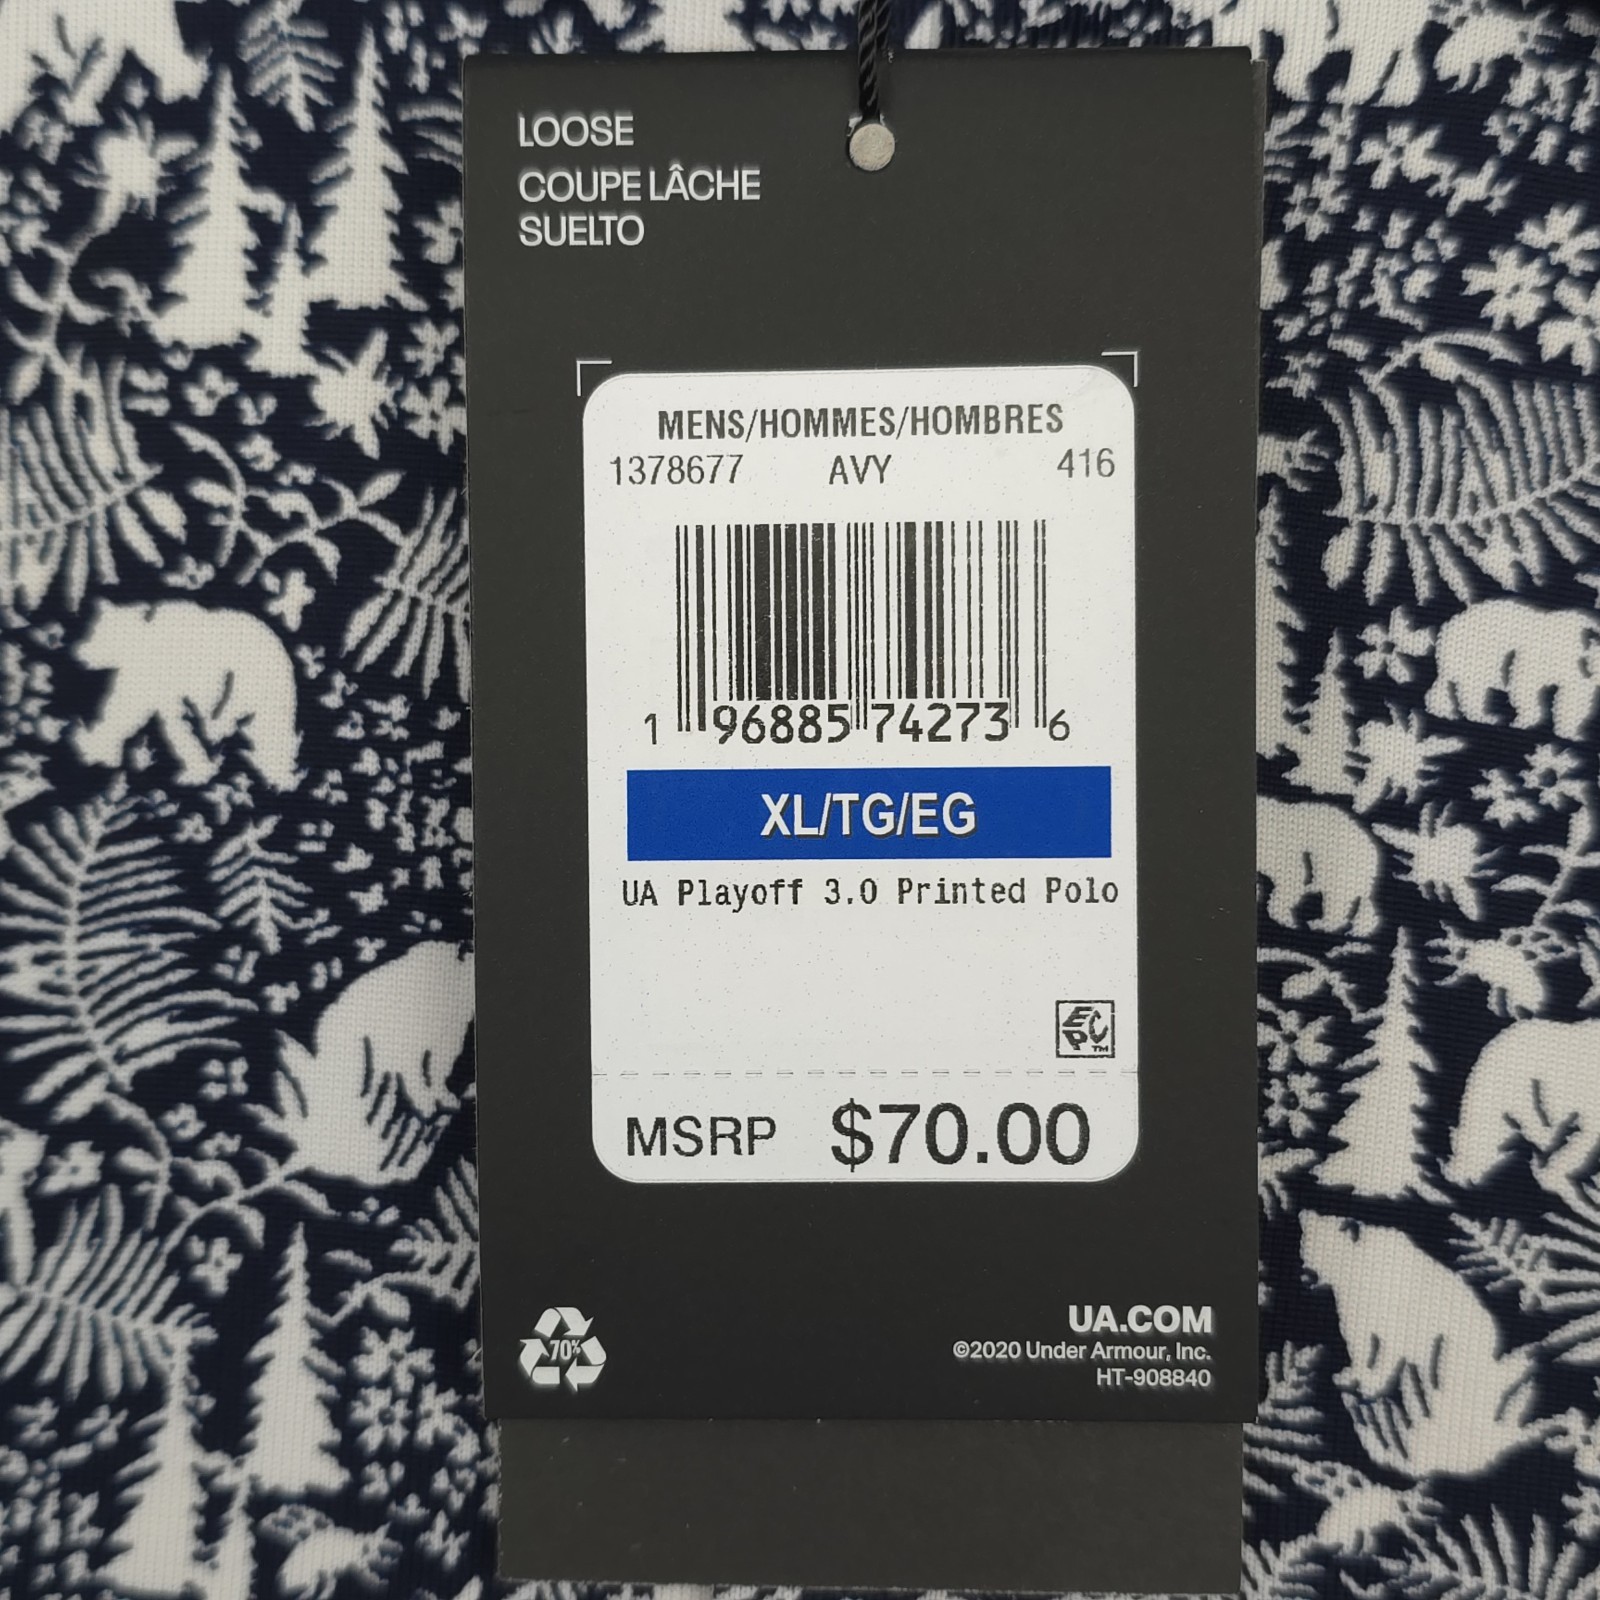 LOOSE
COUPE LÂCHE
SUELTO
MENS/HOMMES/HOMBRES
1378677 AVY 416
1 96885 74273 6
XL/TG/EG
UA Playoff 3.0 Printed Polo
EPC™
MSRP $70.00
70%
UA.COM
©2020 Under Armour, Inc.
HT-908840